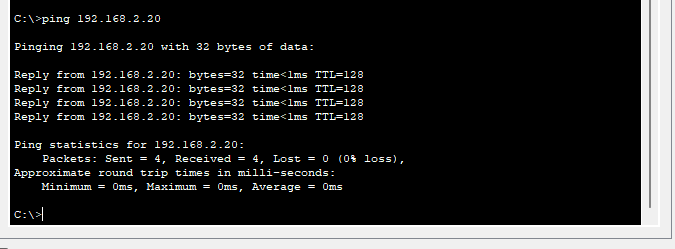 C:\>ping 192.168.2.20
Pinging 192.168.2.20 with 32 bytes of data:
Reply from 192.168.2.20: bytes=32 time<1ms TTL=128
Reply from 192.168.2.20: bytes=32 time<1ms TTL=128
Reply from 192.168.2.20: bytes=32 time<1ms TTL=128
Reply from 192.168.2.20: bytes=32 time<1ms TTL=128
Ping statistics for 192.168.2.20:
Packets: Sent = 4, Received = 4, Lost = 0 (0% loss),
Approximate round trip times in milli-seconds:
Minimum = 0ms, Maximum = 0ms, Average = 0ms
C:\>